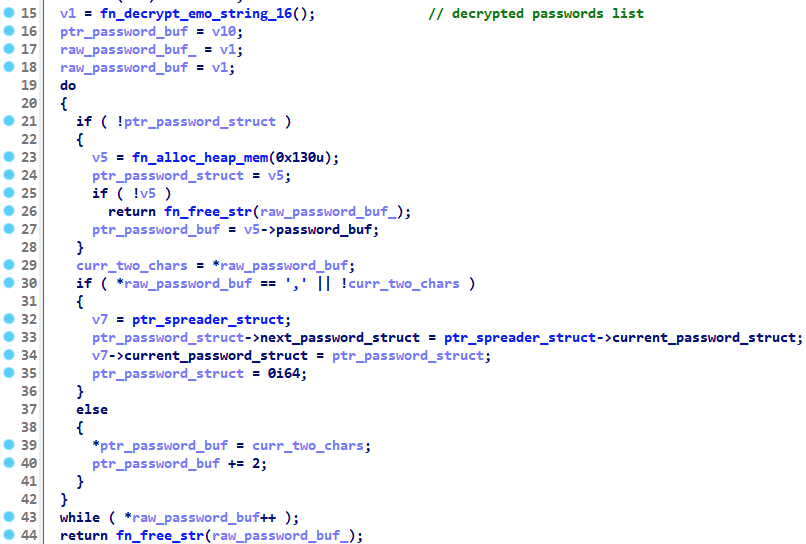 15 v1 = fn_decrypt_emo_string_16(); // decrypted passwords list
16 ptr_password_buf = v10;
17 raw_password_buf_ = v1;
18 raw_password_buf = v1;
19 do
20 {
21 if ( !ptr_password_struct )
22 {
23 v5 = fn_alloc_heap_mem(0x130u);
24 ptr_password_struct = v5;
25 if ( !v5 )
26 return fn_free_str(raw_password_buf_);
27 ptr_password_buf = v5->password_buf;
28 }
29 curr_two_chars = *raw_password_buf;
30 if ( *raw_password_buf == ',' || !curr_two_chars )
31 {
32 v7 = ptr_spreader_struct;
33 ptr_password_struct->next_password_struct = ptr_spreader_struct->current_password_struct;
34 v7->current_password_struct = ptr_password_struct;
35 ptr_password_struct = 0i64;
36 }
37 else
38 {
39 *ptr_password_buf = curr_two_chars;
40 ptr_password_buf += 2;
41 }
42 }
43 while ( *raw_password_buf++ );
44 return fn_free_str(raw_password_buf_);